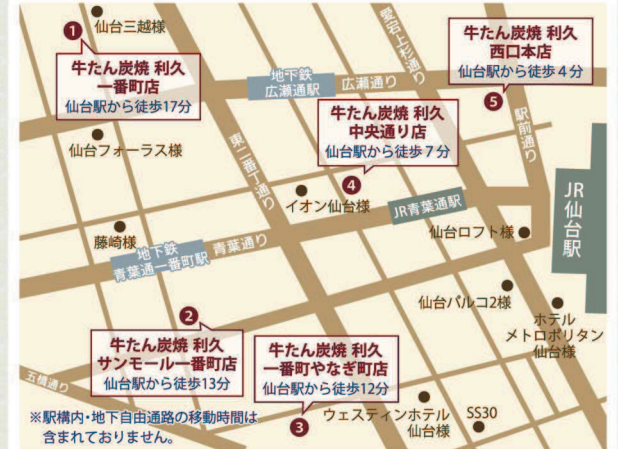 仙台三越様
❶
牛たん炭焼 利久
一番町店
仙台駅から徒歩17分
仙台フォーラス様
藤崎様
地下鉄
広瀬通駅
広瀬通り
愛宕上杉通り
東二番丁通り
牛たん炭焼 利久
西口本店
仙台駅から徒歩4分
❺
駅前通り
牛たん炭焼 利久
中央通り店
仙台駅から徒歩7分
❹
イオン仙台様
JR青葉通駅
JR仙台駅
仙台ロフト様
地下鉄
青葉通一番町駅
青葉通り
仙台パルコ2様
ホテル
メトロポリタン
仙台様
❷
牛たん炭焼 利久
サンモール一番町店
仙台駅から徒歩13分
牛たん炭焼 利久
一番町やなぎ町店
仙台駅から徒歩12分
❸
五橋通り
ウェスティンホテル
仙台様
SS30
※駅構内・地下自由通路の移動時間は
含まれておりません。